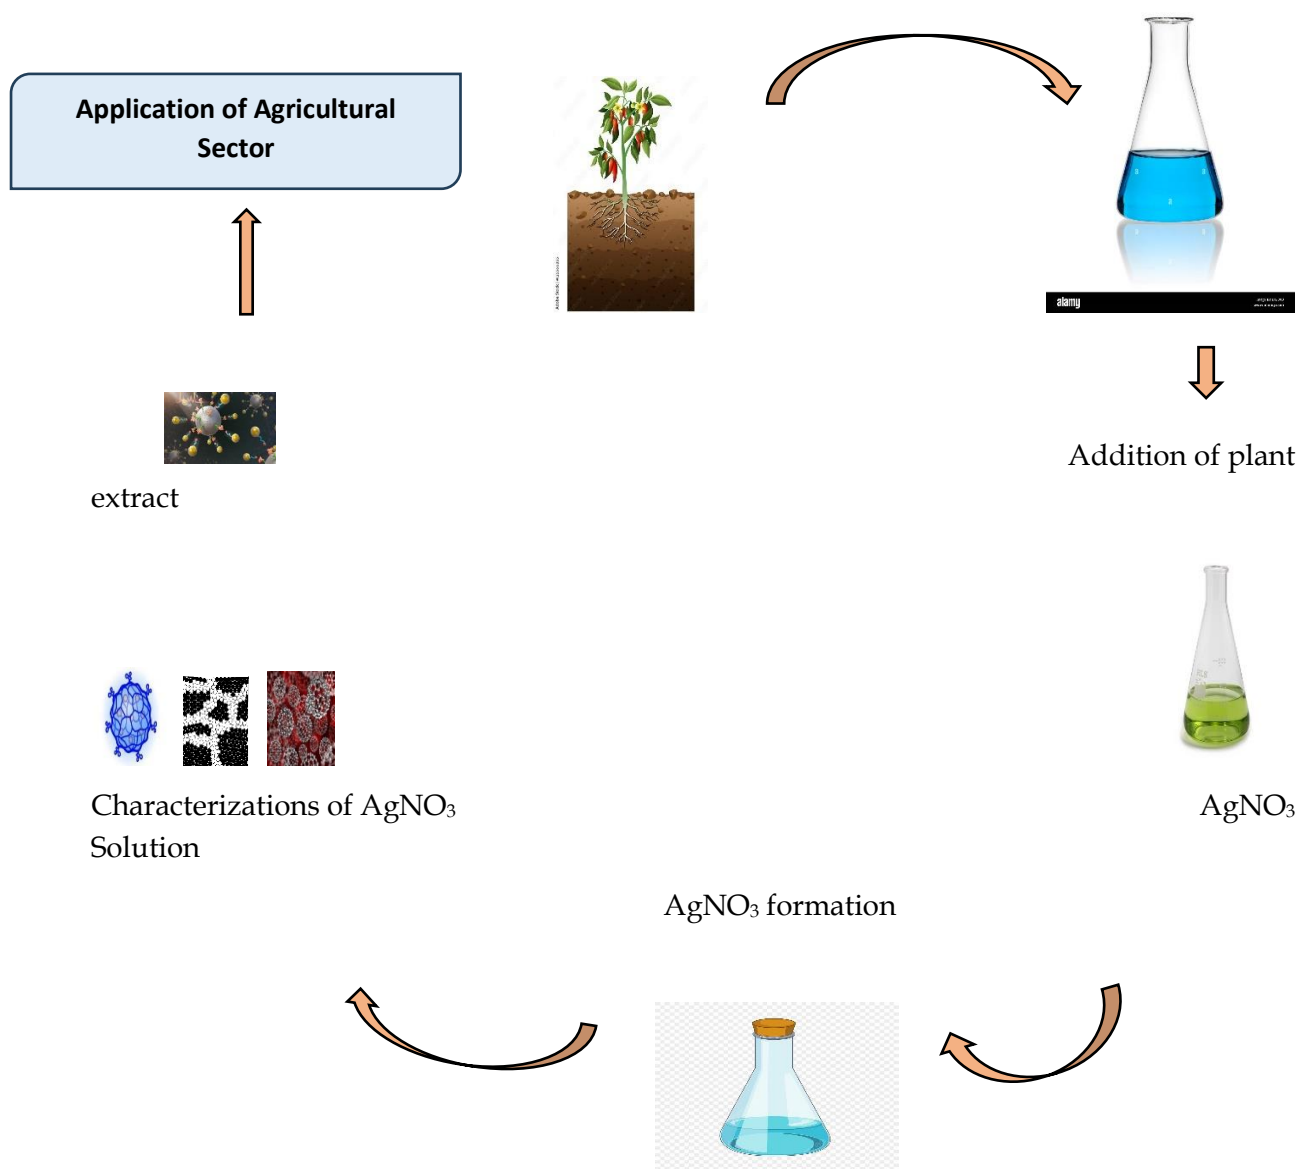 Application of Agricultural
Sector
alamy
Addition of plant
extract
Characterizations of AgNO₃
Solution
AgNO₃
AgNO₃ formation